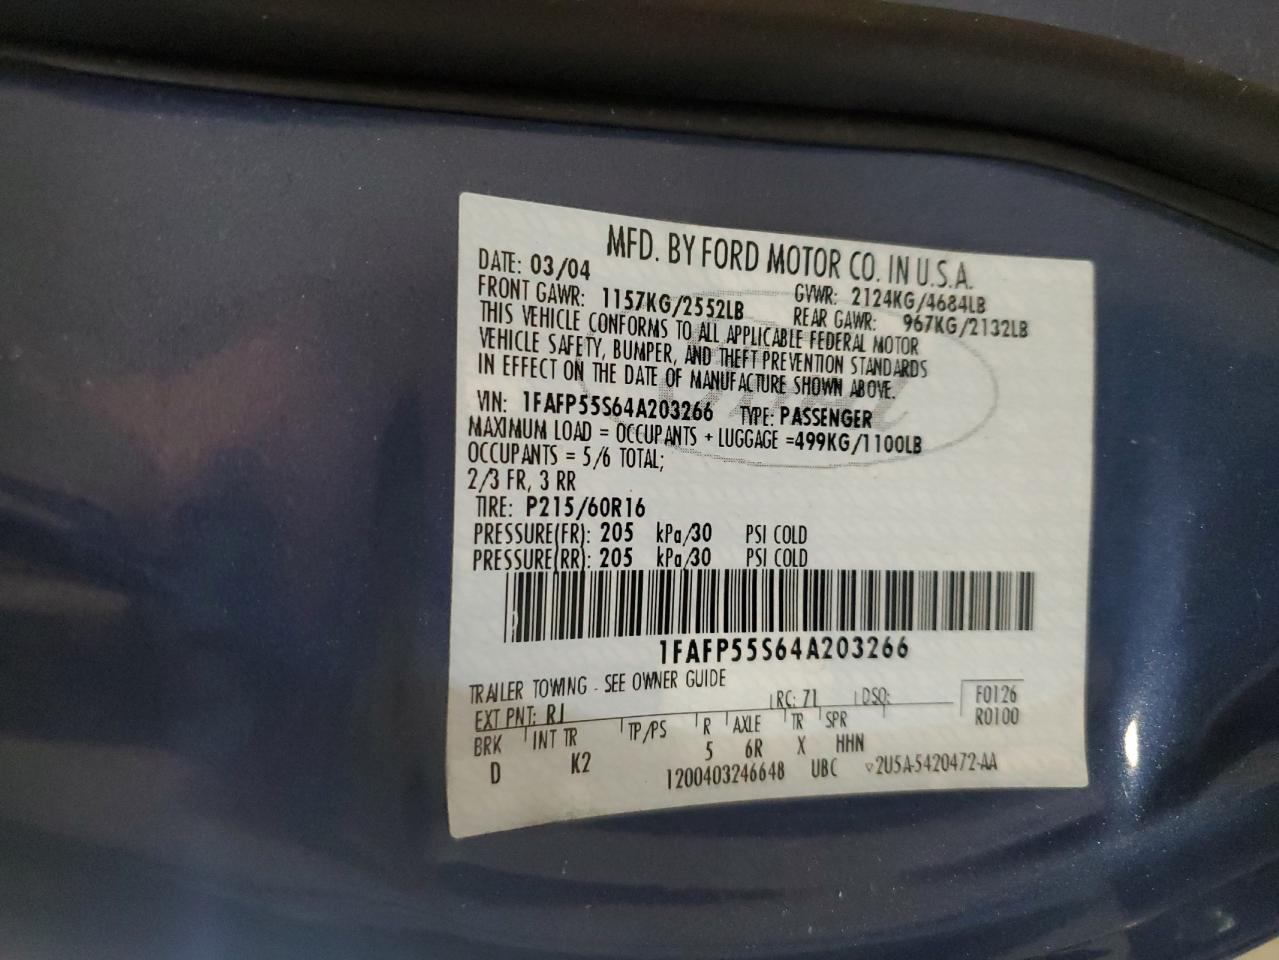 MFD. BY FORD MOTOR CO. IN U.S.A.
DATE: 03/04 GVWR: 2124KG/4684LB
FRONT GAWR: 1157KG/2552LB REAR GAWR: 967KG/2132LB
THIS VEHICLE CONFORMS TO ALL APPLICABLE FEDERAL MOTOR
VEHICLE SAFETY, BUMPER, AND THEFT PREVENTION STANDARDS
IN EFFECT ON THE DATE OF MANUFACTURE SHOWN ABOVE.
VIN: 1FAFP55S64A203266 TYPE: PASSENGER
MAXIMUM LOAD = OCCUPANTS + LUGGAGE =499KG/1100LB
OCCUPANTS = 5/6 TOTAL;
2/3 FR, 3 RR
TIRE: P215/60R16
PRESSURE(FR): 205 kPa/30 PSI COLD
PRESSURE(RR): 205 kPa/30 PSI COLD
1FAFP55S64A203266
TRAILER TOWING - SEE OWNER GUIDE
EXT PNT: RJ RC: 71 DSO: F0126
R0100
BRK INT TR TP/PS R AXLE TR SPR
D K2 5 6R X HHN
1200403246648 UBC ▿2U5A-5420472-AA